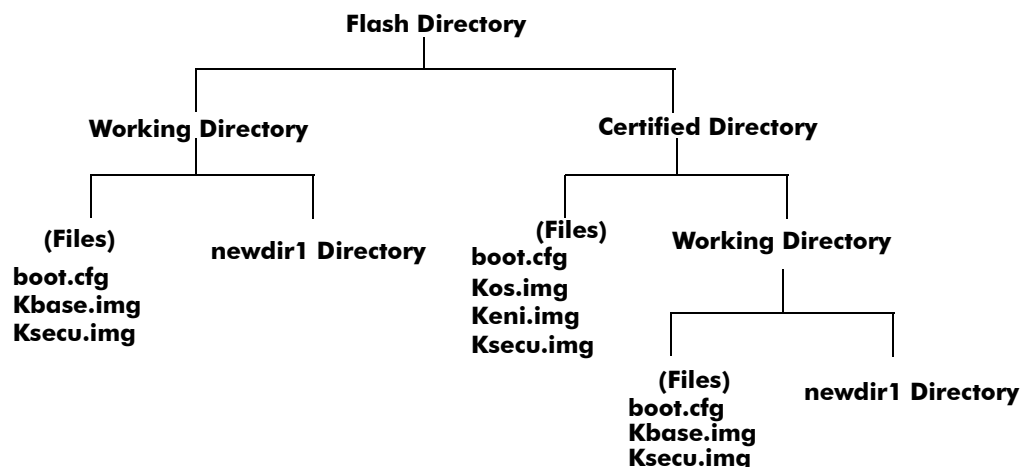 Flash Directory
Working Directory
Certified Directory
(Files)
boot.cfg
Kbase.img
Ksecu.img
newdir1 Directory
(Files)
boot.cfg
Kos.img
Keni.img
Ksecu.img
Working Directory
(Files)
boot.cfg
Kbase.img
Ksecu.img
newdir1 Directory